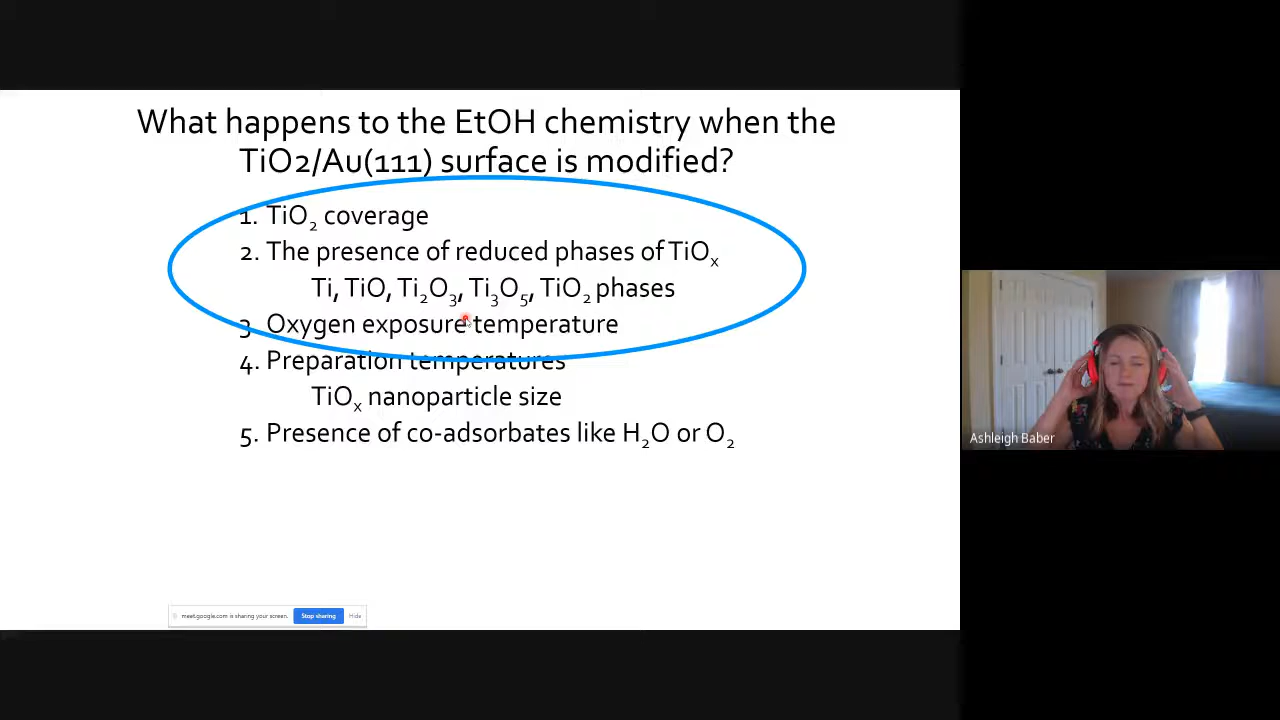 What happens to the EtOH chemistry when the
TiO2/Au(111) surface is modified?
1. TiO₂ coverage
2. The presence of reduced phases of TiOₓ
Ti, TiO, Ti₂O₃, Ti₃O₅, TiO₂ phases
3. Oxygen exposure temperature
4. Preparation temperatures
TiOₓ nanoparticle size
5. Presence of co-adsorbates like H₂O or O₂
Ashleigh Baber
meet.google.com is sharing your screen. Stop sharing Hide